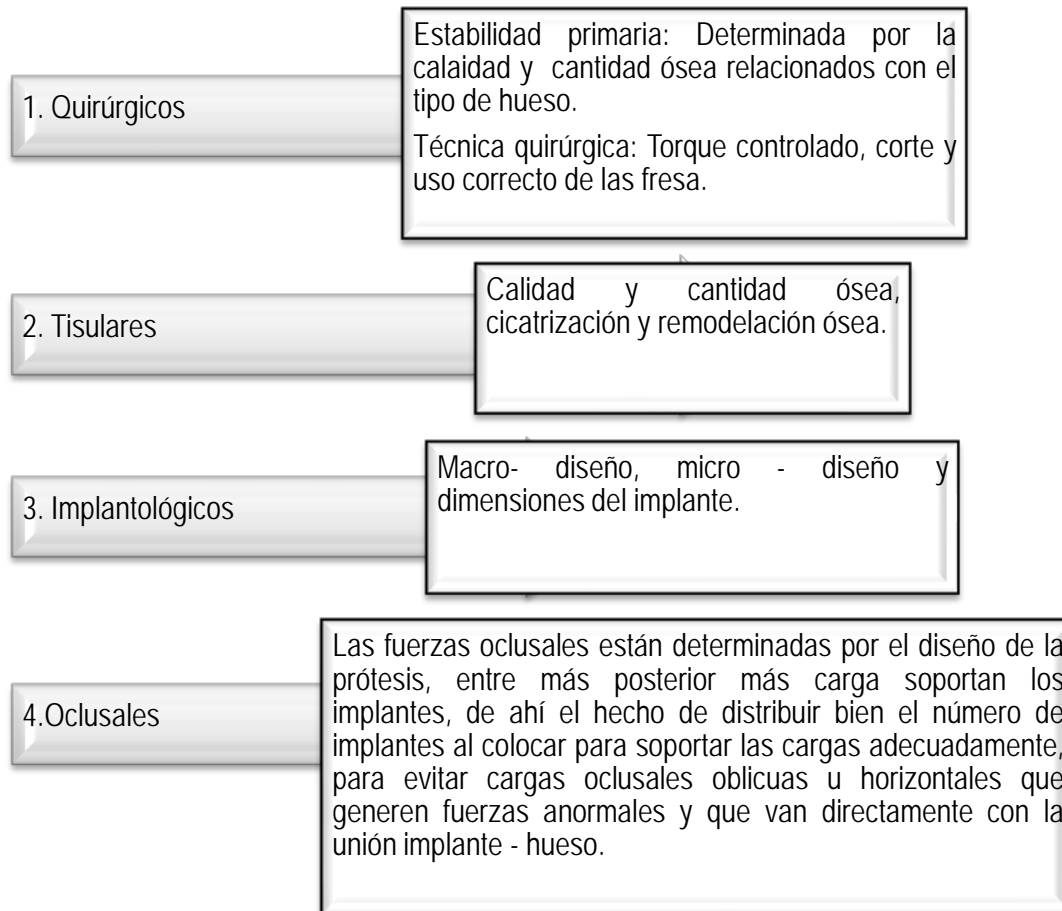 1. Quirúrgicos
Estabilidad primaria: Determinada por la
calaidad y cantidad ósea relacionados con el
tipo de hueso.
Técnica quirúrgica: Torque controlado, corte y
uso correcto de las fresa.
2. Tisulares
Calidad y cantidad ósea,
cicatrización y remodelación ósea.
3. Implantológicos
Macro- diseño, micro - diseño y
dimensiones del implante.
4.Oclusales
Las fuerzas oclusales están determinadas por el diseño de la
prótesis, entre más posterior más carga soportan los
implantes, de ahí el hecho de distribuir bien el número de
implantes al colocar para soportar las cargas adecuadamente,
para evitar cargas oclusales oblicuas u horizontales que
generen fuerzas anormales y que van directamente con la
unión implante - hueso.